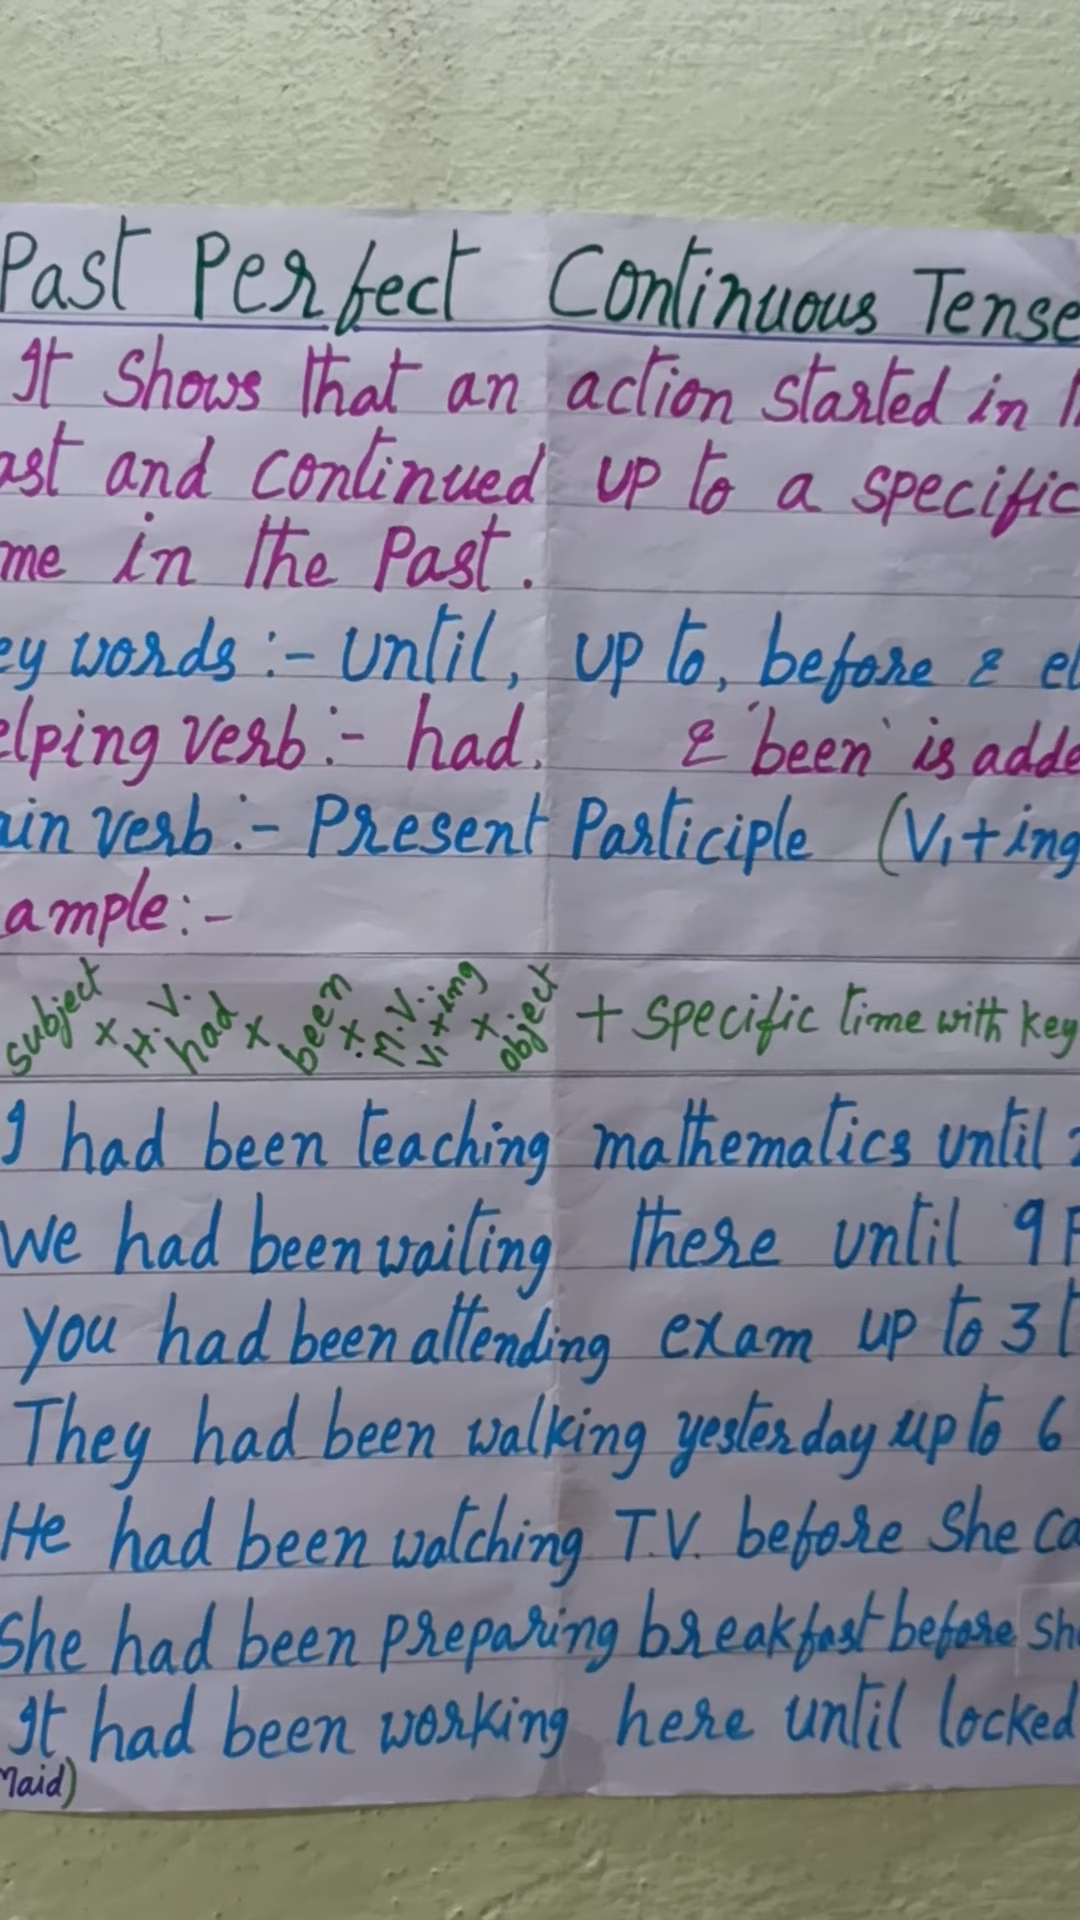 Past Perfect Continuous Tense
It shows that an action started in
ast and continued up to a specific
me in the Past.
ey words :- until, up to, before &
elping verb :- had. & 'been' is adde
ain verb :- Present Participle (V1+ing
ample :-
subject x H.V. had x been x M.V. V1+ing x object + specific time with key
I had been teaching mathematics until
We had been waiting there until 9 P
You had been attending exam up to 3
They had been walking yesterday up to 6
He had been watching T.V. before she ca
She had been preparing breakfast before sh
It had been working here until locked
Maid)